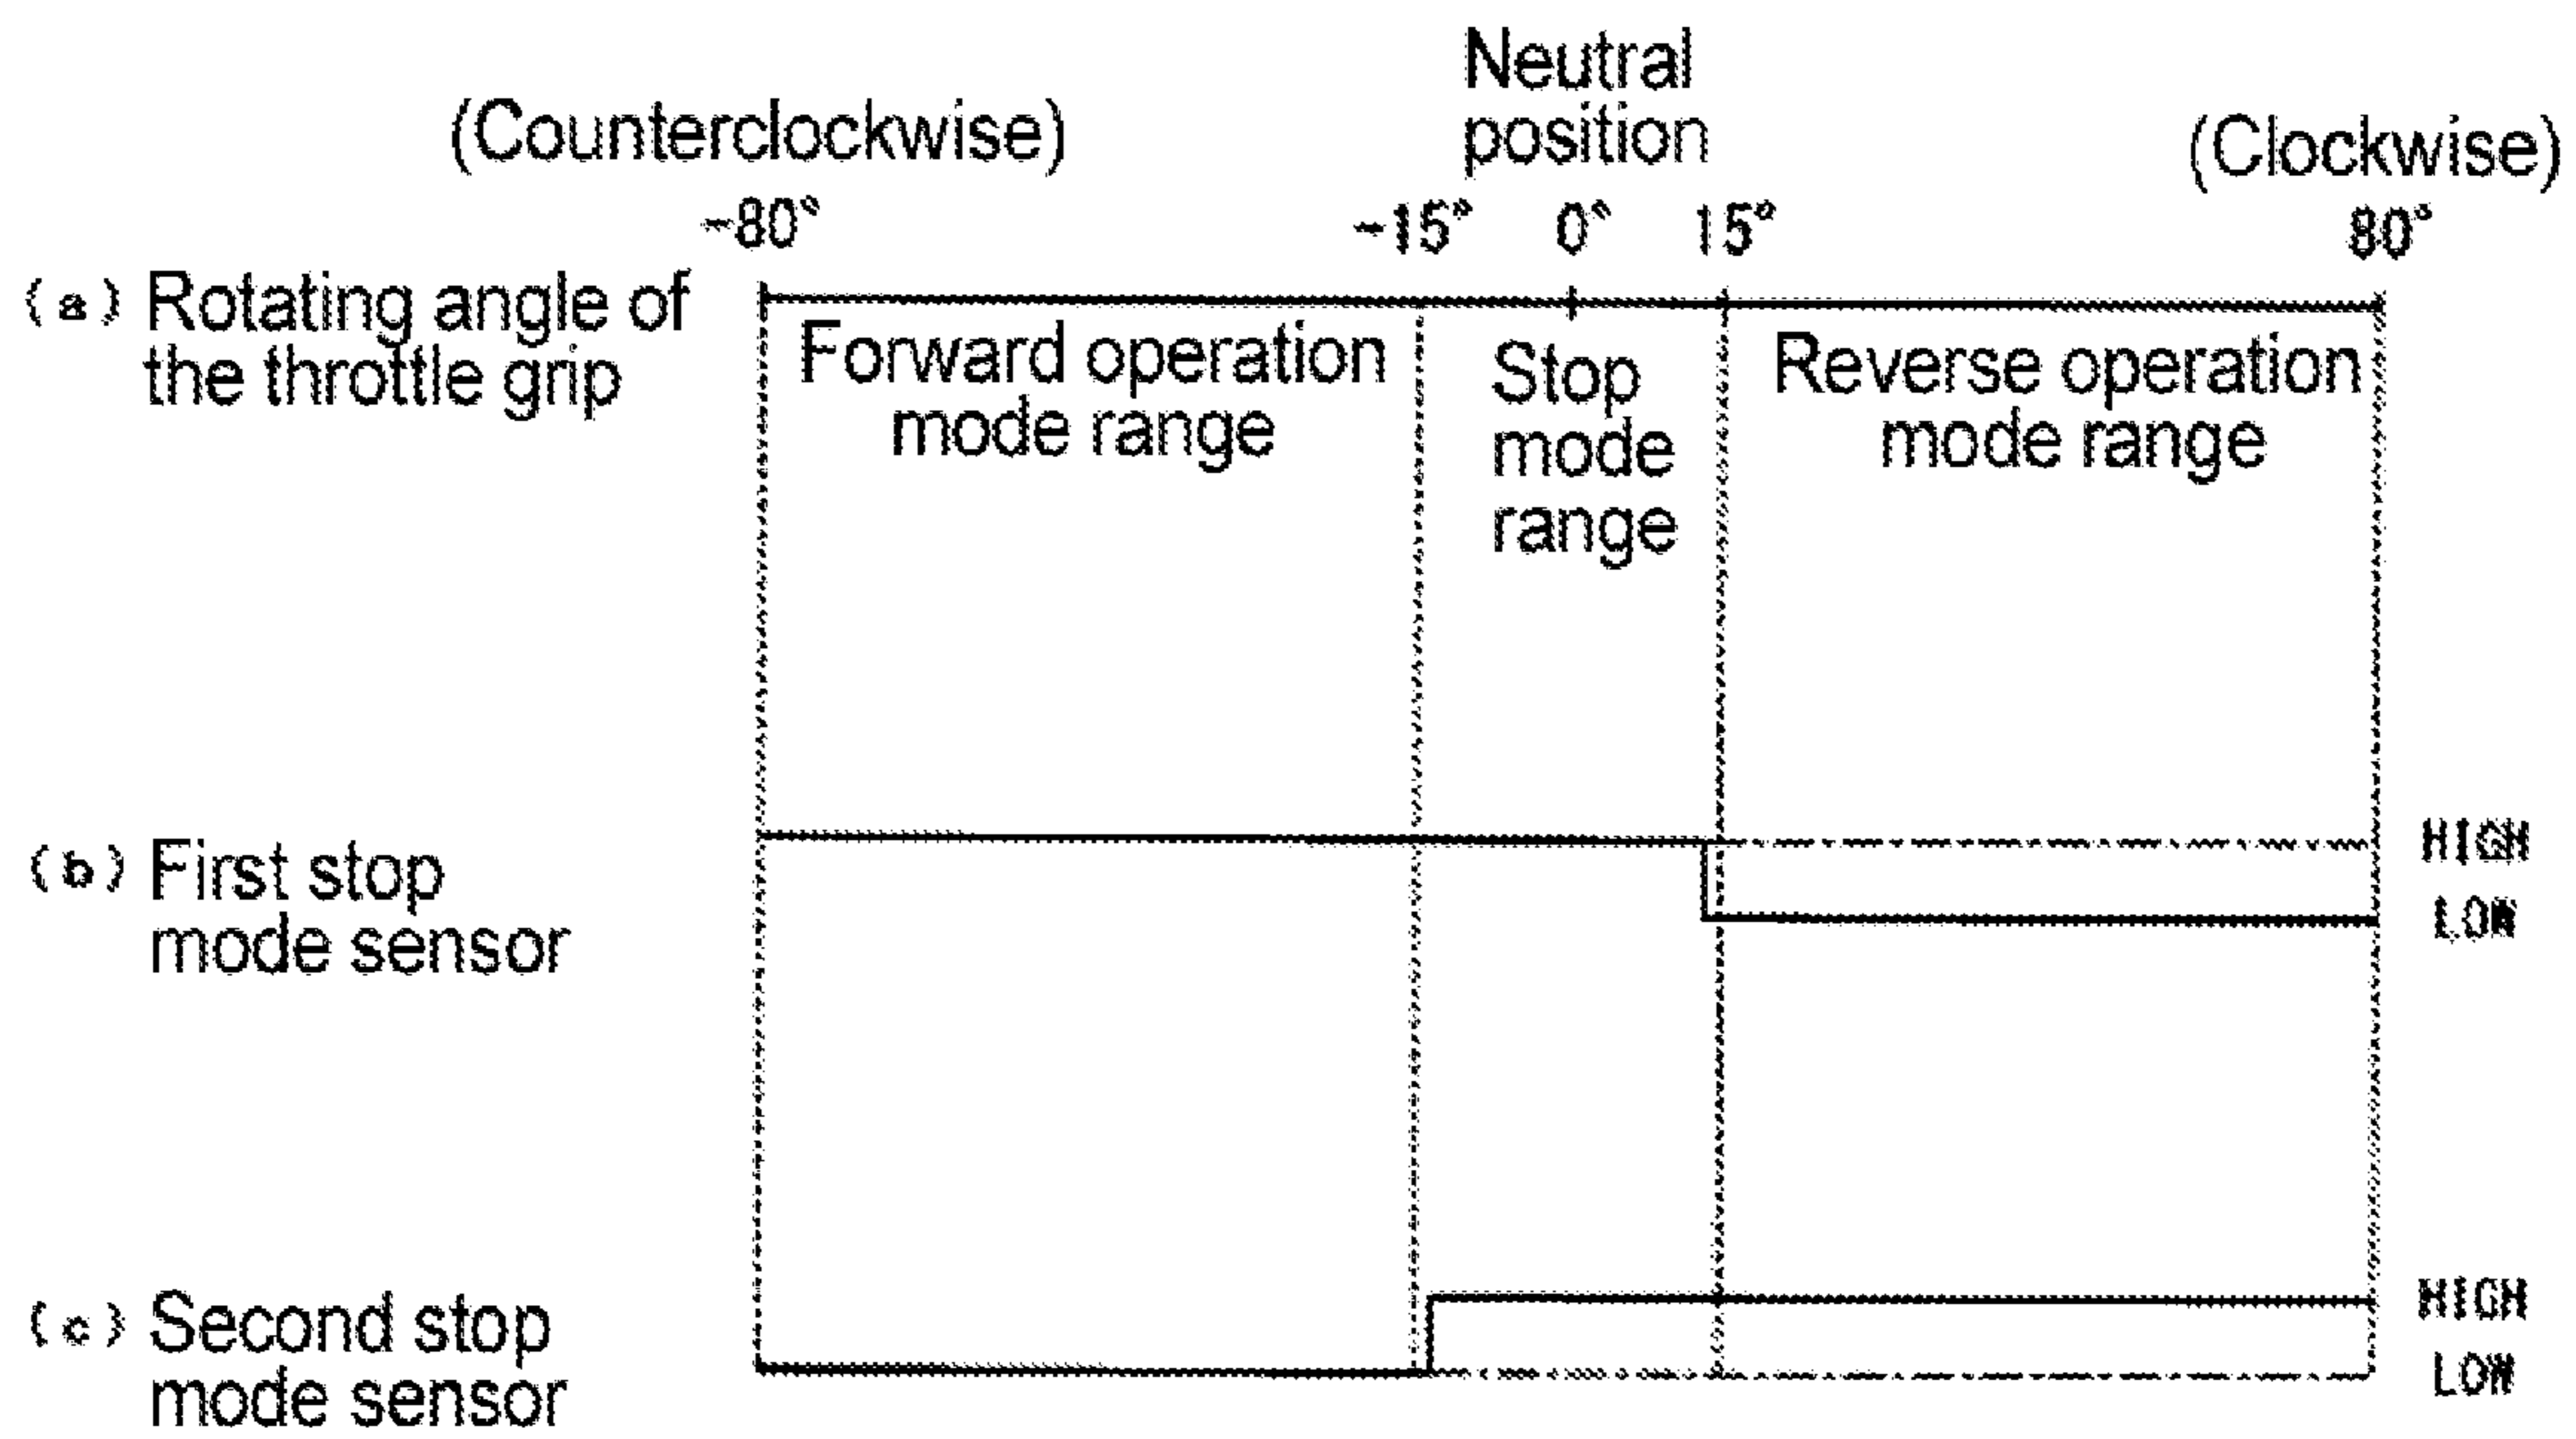 Neutral
position
(Counterclockwise)
(Clockwise)
-80° -15° 0° 15° 80°
(a) Rotating angle of
the throttle grip
Forward operation
mode range
Stop
mode
range
Reverse operation
mode range
(b) First stop
mode sensor
HIGH
LOW
(c) Second stop
mode sensor
HIGH
LOW